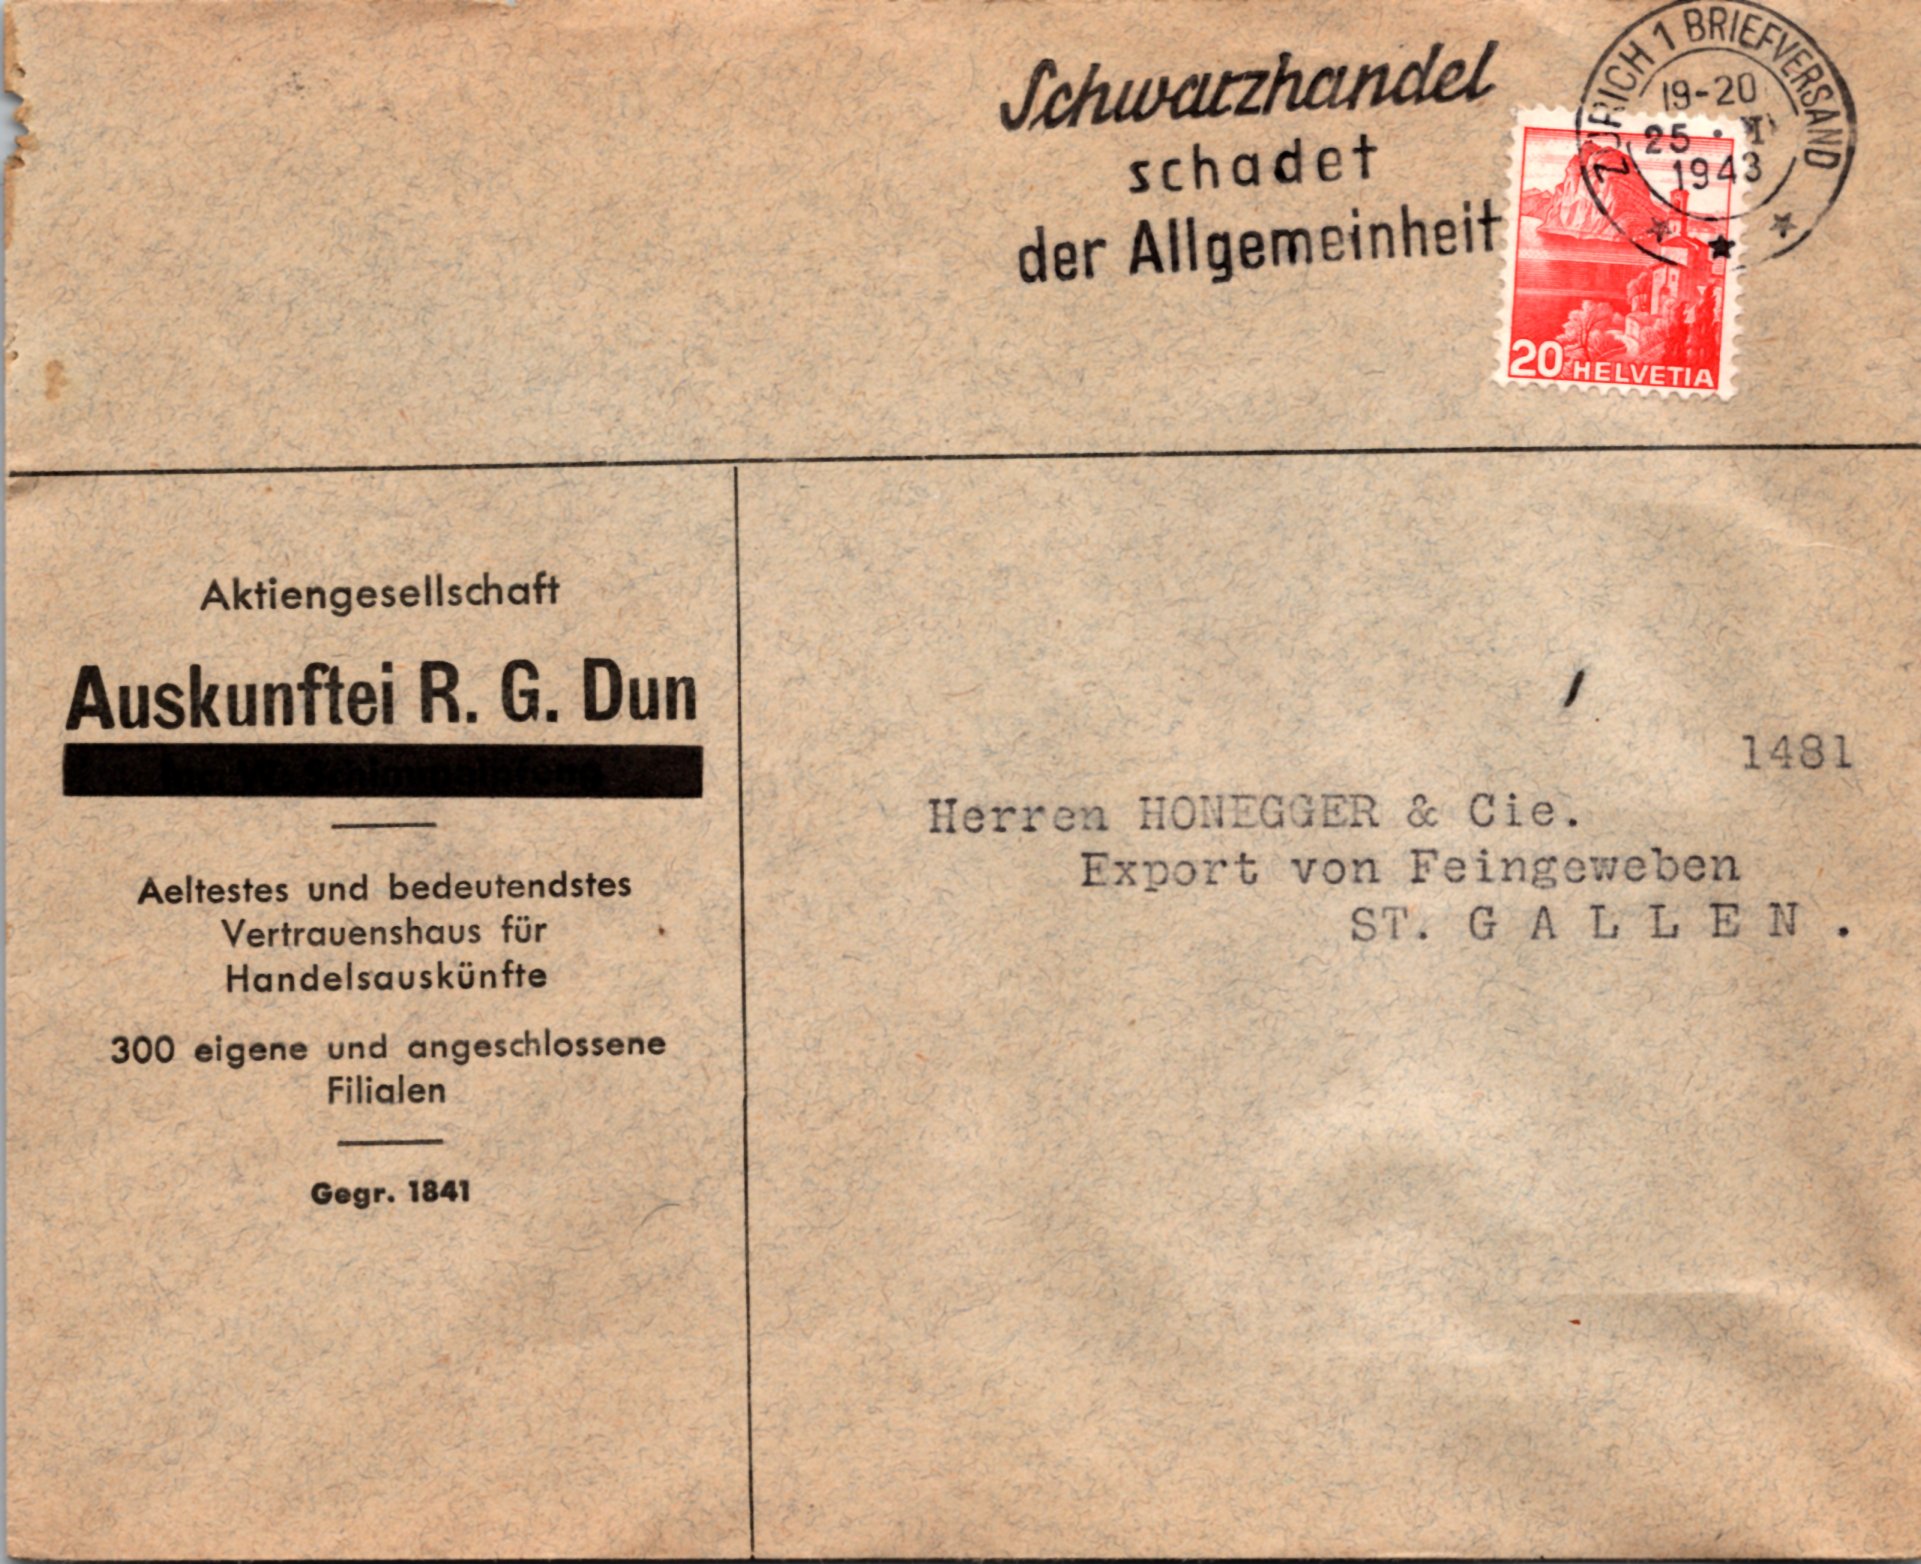 Schwarzhandel
schadet
der Allgemeinheit
ZÜRICH 1 BRIEFVERSAND
19-20
25.
1943
20 HELVETIA
Aktiengesellschaft
Auskunftei R. G. Dun
Aeltestes und bedeutendstes
Vertrauenshaus für
Handelsauskünfte
300 eigene und angeschlossene
Filialen
Gegr. 1841
1481
Herren HONEGGER & Cie.
Export von Feingeweben
ST. GALLEN.